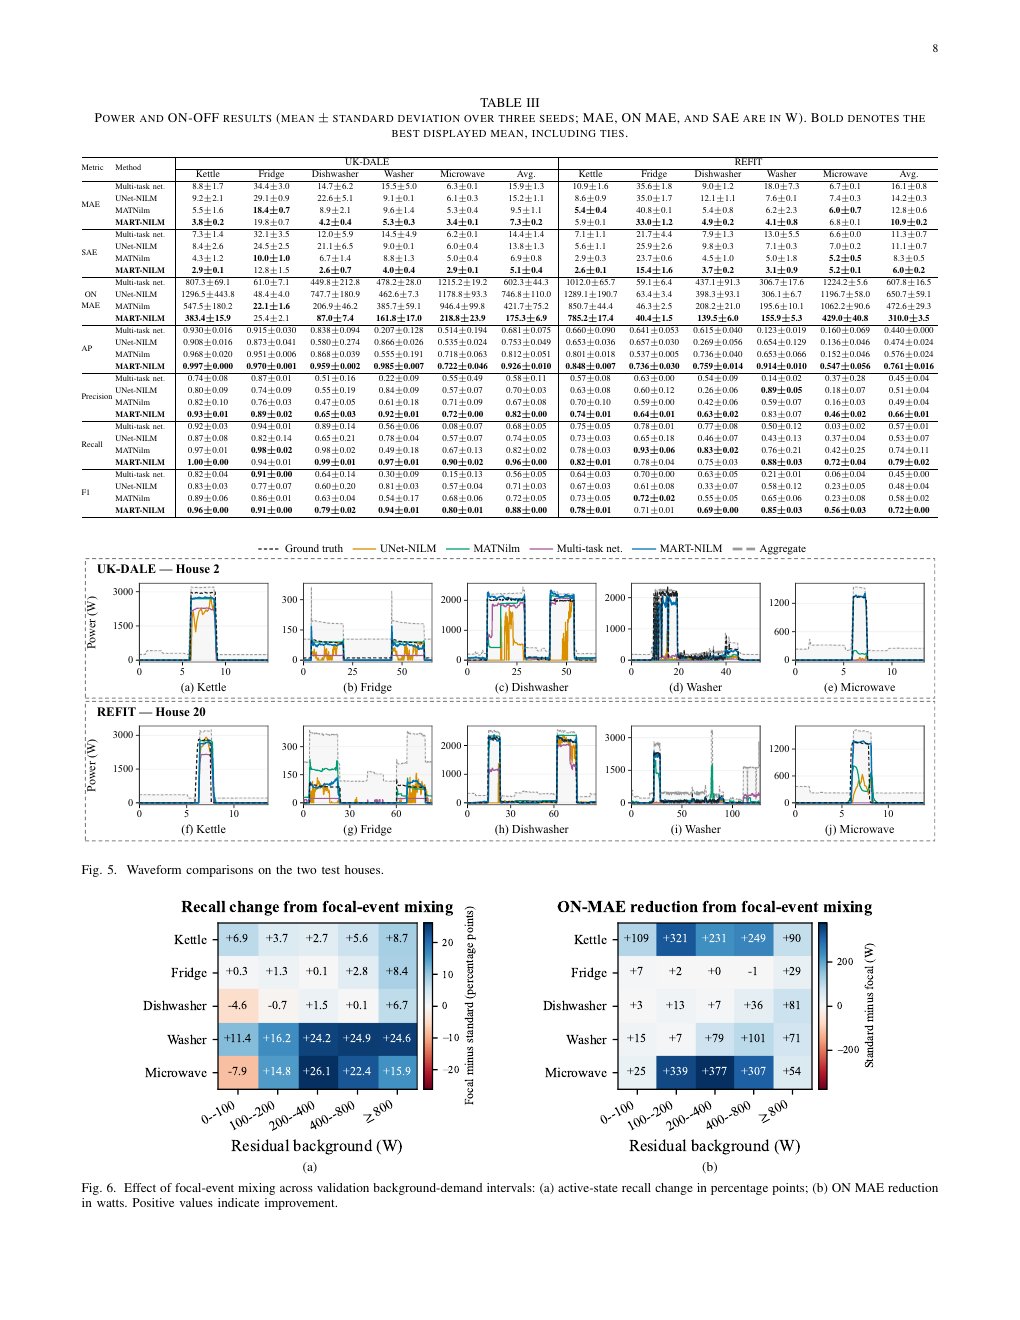 8
TABLE III
POWER AND ON-OFF RESULTS (MEAN ± STANDARD DEVIATION OVER THREE SEEDS; MAE, ON MAE, AND SAE ARE IN W). BOLD DENOTES THE
BEST DISPLAYED MEAN, INCLUDING TIES.
Metric Method UK-DALE REFIT
Kettle Fridge Dishwasher Washer Microwave Avg. Kettle Fridge Dishwasher Washer Microwave Avg.
MAE
Multi-task net. 8.8±1.7 34.4±3.0 14.7±6.2 15.5±5.0 6.3±0.1 15.9±1.3 10.9±1.6 35.6±1.8 9.0±1.2 18.0±7.3 6.7±0.1 16.1±0.8
UNet-NILM 9.2±2.1 29.1±0.9 22.6±5.1 9.1±0.1 6.1±0.3 15.2±1.1 8.6±0.9 35.0±1.7 12.1±1.1 7.6±0.1 7.4±0.3 14.2±0.3
MATNilm 5.5±1.6 18.4±0.7 8.9±2.1 9.6±1.4 5.3±0.4 9.5±1.1 5.4±0.4 40.8±0.1 5.4±0.8 6.2±2.3 6.0±0.7 12.8±0.6
MART-NILM 3.8±0.2 19.8±0.7 4.2±0.4 5.3±0.3 3.4±0.1 7.3±0.2 5.9±0.1 33.0±1.2 4.9±0.2 4.1±0.8 6.8±0.1 10.9±0.2
SAE
Multi-task net. 7.3±1.4 32.1±3.5 12.0±5.9 14.5±4.9 6.2±0.1 14.4±1.4 7.1±1.1 21.7±4.4 7.9±1.3 13.0±5.5 6.6±0.0 11.3±0.7
UNet-NILM 8.4±2.6 24.5±2.5 21.1±6.5 9.0±0.1 6.0±0.4 13.8±1.3 5.6±1.1 25.9±2.6 9.8±0.3 7.1±0.3 7.0±0.2 11.1±0.7
MATNilm 4.3±1.2 10.0±1.0 6.7±1.4 8.8±1.3 5.0±0.4 6.9±0.8 2.9±0.3 23.7±0.6 4.5±1.0 5.0±1.8 5.2±0.5 8.3±0.5
MART-NILM 2.9±0.1 12.8±1.5 2.6±0.7 4.0±0.4 2.9±0.1 5.1±0.4 2.6±0.1 15.4±1.6 3.7±0.2 3.1±0.9 5.2±0.1 6.0±0.2
ON MAE
Multi-task net. 807.3±69.1 61.0±7.1 449.8±212.8 478.2±28.0 1215.2±19.2 602.3±44.3 1012.0±65.7 59.1±6.4 437.1±91.3 306.7±17.6 1224.2±5.6 607.8±16.5
UNet-NILM 1296.5±443.8 48.4±4.0 747.7±180.9 462.6±7.3 1178.8±93.3 746.8±110.0 1289.1±190.7 63.4±3.4 398.3±93.1 306.1±6.7 1196.7±58.0 650.7±59.1
MATNilm 547.5±180.2 22.1±1.6 206.9±46.2 385.7±59.1 946.4±99.8 421.7±75.2 850.7±44.4 46.3±2.5 208.2±21.0 195.6±10.1 1062.2±90.6 472.6±29.3
MART-NILM 383.4±15.9 25.4±2.1 87.0±7.4 161.8±17.0 218.8±23.9 175.3±6.9 785.2±17.4 40.4±1.5 139.5±6.0 155.9±5.3 429.0±40.8 310.0±3.5
AP
Multi-task net. 0.930±0.016 0.915±0.030 0.838±0.094 0.207±0.128 0.514±0.194 0.681±0.075 0.660±0.090 0.641±0.053 0.615±0.040 0.123±0.019 0.160±0.069 0.440±0.000
UNet-NILM 0.908±0.016 0.873±0.041 0.580±0.274 0.866±0.026 0.535±0.024 0.753±0.049 0.653±0.036 0.657±0.030 0.269±0.056 0.654±0.129 0.136±0.046 0.474±0.024
MATNilm 0.968±0.020 0.951±0.006 0.868±0.039 0.555±0.191 0.718±0.063 0.812±0.051 0.801±0.018 0.537±0.005 0.736±0.040 0.653±0.066 0.152±0.046 0.576±0.024
MART-NILM 0.997±0.000 0.970±0.001 0.959±0.002 0.985±0.007 0.722±0.046 0.926±0.010 0.848±0.007 0.736±0.030 0.759±0.014 0.914±0.010 0.547±0.056 0.761±0.016
Precision
Multi-task net. 0.74±0.08 0.87±0.01 0.51±0.16 0.22±0.09 0.55±0.49 0.58±0.11 0.57±0.08 0.63±0.00 0.54±0.09 0.14±0.02 0.37±0.28 0.45±0.04
UNet-NILM 0.80±0.09 0.74±0.09 0.55±0.19 0.84±0.09 0.57±0.07 0.70±0.03 0.63±0.08 0.60±0.12 0.26±0.06 0.89±0.05 0.18±0.07 0.51±0.04
MATNilm 0.82±0.10 0.76±0.03 0.47±0.05 0.61±0.18 0.71±0.09 0.67±0.08 0.70±0.10 0.59±0.00 0.42±0.06 0.59±0.07 0.16±0.03 0.49±0.04
MART-NILM 0.93±0.01 0.89±0.02 0.65±0.03 0.92±0.01 0.72±0.00 0.82±0.00 0.74±0.01 0.64±0.01 0.63±0.02 0.83±0.07 0.46±0.02 0.66±0.01
Recall
Multi-task net. 0.92±0.03 0.94±0.01 0.89±0.14 0.56±0.06 0.08±0.07 0.68±0.05 0.75±0.05 0.78±0.01 0.77±0.08 0.50±0.12 0.03±0.02 0.57±0.01
UNet-NILM 0.87±0.08 0.82±0.14 0.65±0.21 0.78±0.04 0.57±0.07 0.74±0.05 0.73±0.03 0.65±0.18 0.46±0.07 0.43±0.13 0.37±0.04 0.53±0.07
MATNilm 0.97±0.01 0.98±0.02 0.98±0.02 0.49±0.18 0.67±0.13 0.82±0.02 0.78±0.03 0.93±0.06 0.83±0.02 0.76±0.21 0.42±0.25 0.74±0.11
MART-NILM 1.00±0.00 0.94±0.01 0.99±0.01 0.97±0.01 0.90±0.02 0.96±0.00 0.82±0.01 0.78±0.04 0.75±0.03 0.88±0.03 0.72±0.04 0.79±0.02
F1
Multi-task net. 0.82±0.04 0.91±0.00 0.64±0.14 0.30±0.09 0.15±0.13 0.56±0.05 0.64±0.03 0.70±0.00 0.63±0.05 0.21±0.01 0.06±0.04 0.45±0.00
UNet-NILM 0.83±0.03 0.77±0.07 0.60±0.20 0.81±0.03 0.57±0.04 0.71±0.03 0.67±0.03 0.61±0.08 0.33±0.07 0.58±0.12 0.23±0.05 0.48±0.04
MATNilm 0.89±0.06 0.86±0.01 0.63±0.04 0.54±0.17 0.68±0.06 0.72±0.05 0.73±0.05 0.72±0.02 0.55±0.05 0.65±0.06 0.23±0.08 0.58±0.02
MART-NILM 0.96±0.00 0.91±0.00 0.79±0.02 0.94±0.01 0.80±0.01 0.88±0.00 0.78±0.01 0.71±0.01 0.69±0.00 0.85±0.03 0.56±0.03 0.72±0.00
Ground truth UNet-NILM MATNilm Multi-task net. MART-NILM Aggregate
UK-DALE — House 2
Power (W)
3000 1500 0
300 150 0
2000 1000 0
2000 1000 0
1200 600 0
0 5 10 0 25 50 0 25 50 0 20 40 0 5 10
(a) Kettle (b) Fridge (c) Dishwasher (d) Washer (e) Microwave
REFIT — House 20
Power (W)
3000 1500 0
300 150 0
2000 1000 0
3000 1500 0
1200 600 0
0 5 10 0 30 60 0 30 60 0 50 100 0 5 10
(f) Kettle (g) Fridge (h) Dishwasher (i) Washer (j) Microwave
Fig. 5. Waveform comparisons on the two test houses.
Recall change from focal-event mixing
Kettle +6.9 +3.7 +2.7 +5.6 +8.7
Fridge +0.3 +1.3 +0.1 +2.8 +8.4
Dishwasher -4.6 -0.7 +1.5 +0.1 +6.7
Washer +11.4 +16.2 +24.2 +24.9 +24.6
Microwave -7.9 +14.8 +26.1 +22.4 +15.9
0--100 100--200 200--400 400--800 ≥800
Residual background (W)
20 10 0 −10 −20
Focal minus standard (percentage points)
(a)
ON-MAE reduction from focal-event mixing
Kettle +109 +321 +231 +249 +90
Fridge +7 +2 +0 -1 +29
Dishwasher +3 +13 +7 +36 +81
Washer +15 +7 +79 +101 +71
Microwave +25 +339 +377 +307 +54
0--100 100--200 200--400 400--800 ≥800
Residual background (W)
200 0 −200
Standard minus focal (W)
(b)
Fig. 6. Effect of focal-event mixing across validation background-demand intervals: (a) active-state recall change in percentage points; (b) ON MAE reduction
in watts. Positive values indicate improvement.